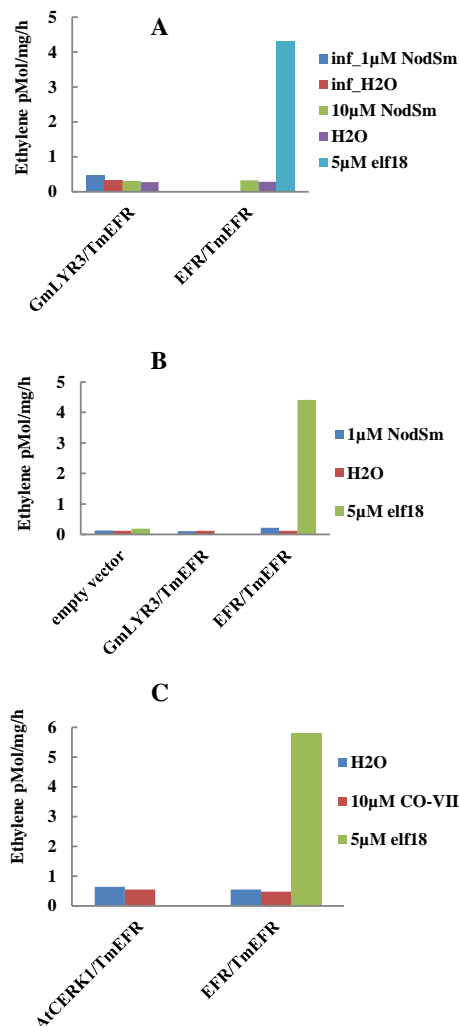 A
Ethylene pMol/mg/h
5
4
3
2
1
0
GmLYR3/TmEFR
EFR/TmEFR
inf_1µM NodSm
inf_H2O
10µM NodSm
H2O
5µM elf18
B
Ethylene pMol/mg/h
5
4
3
2
1
0
empty vector
GmLYR3/TmEFR
EFR/TmEFR
1µM NodSm
H2O
5µM elf18
C
Ethylene pMol/mg/h
6
5
4
3
2
1
0
AtCERK1/TmEFR
EFR/TmEFR
H2O
10µM CO-VII
5µM elf18